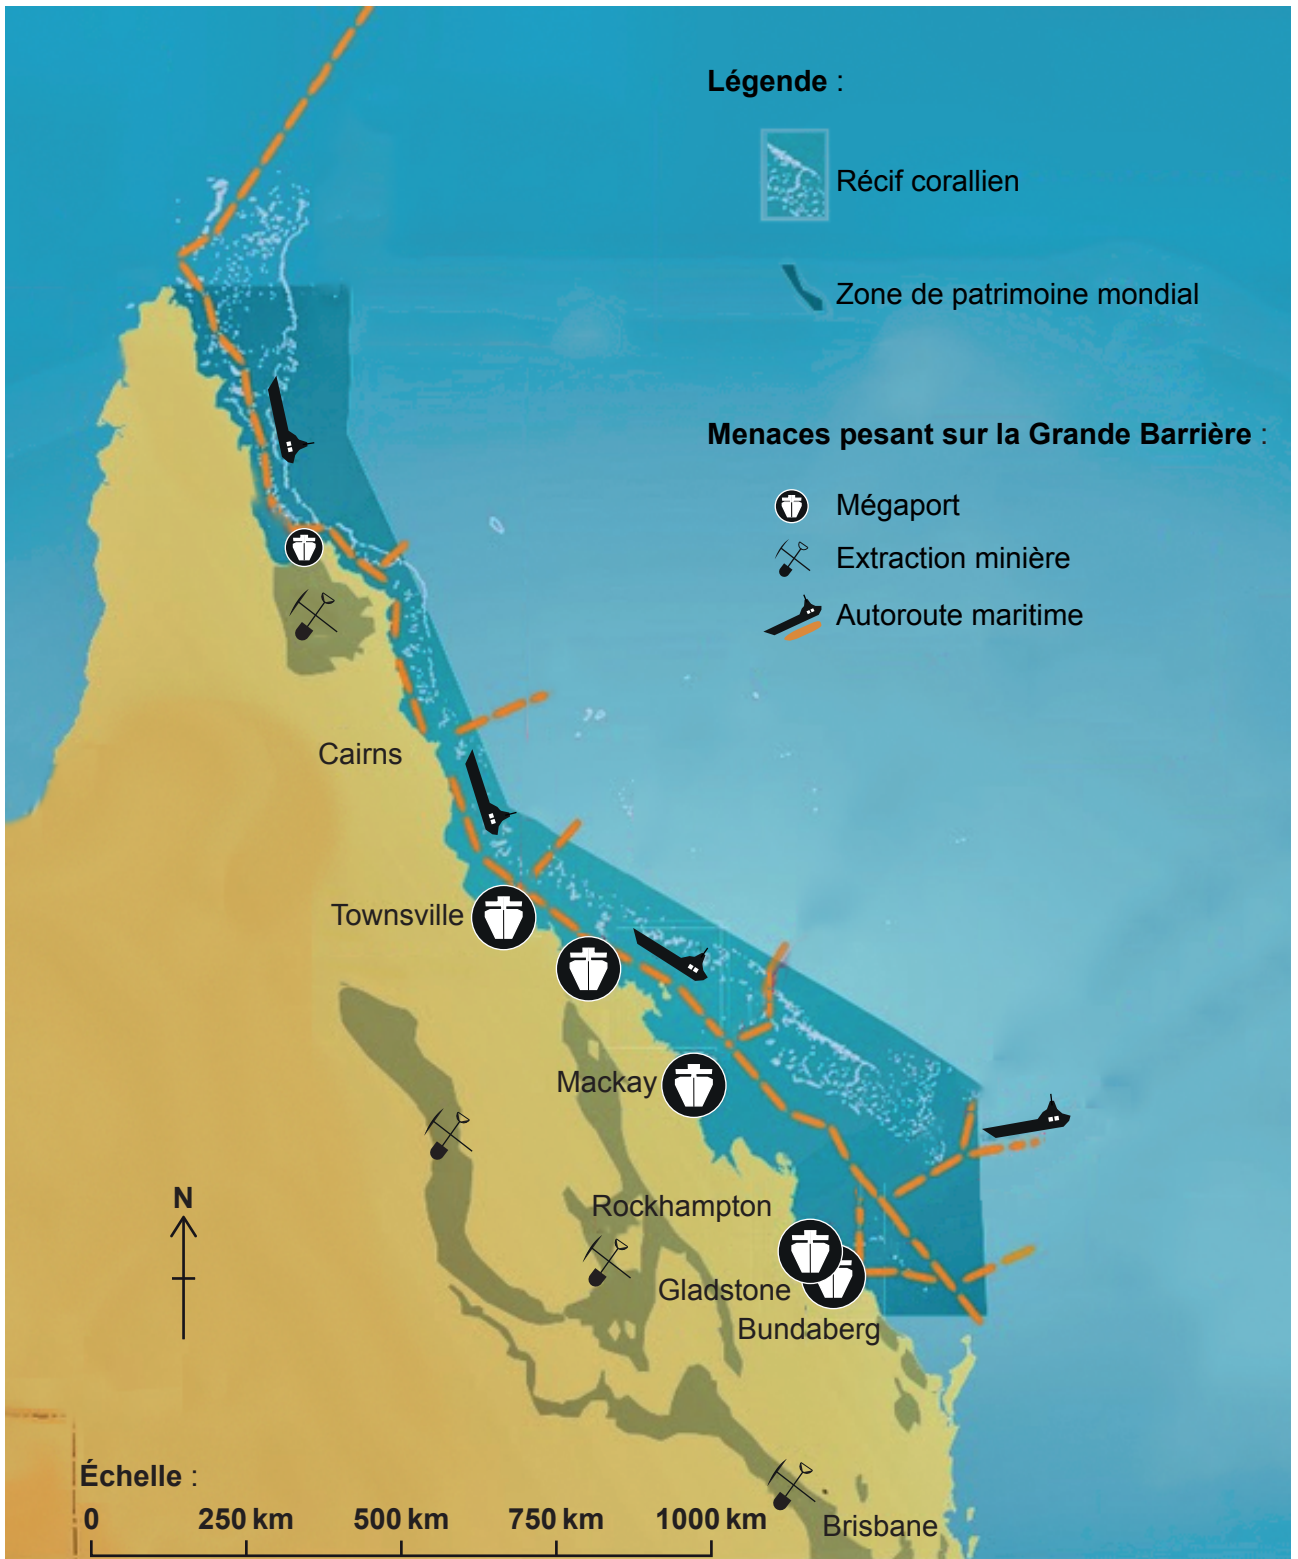 Légende :
Récif corallien
Zone de patrimoine mondial
Menaces pesant sur la Grande Barrière :
Mégaport
Extraction minière
Autoroute maritime
Cairns
Townsville
Mackay
N
Rockhampton
Gladstone
Bundaberg
Échelle :
0 250 km 500 km 750 km 1000 km
Brisbane